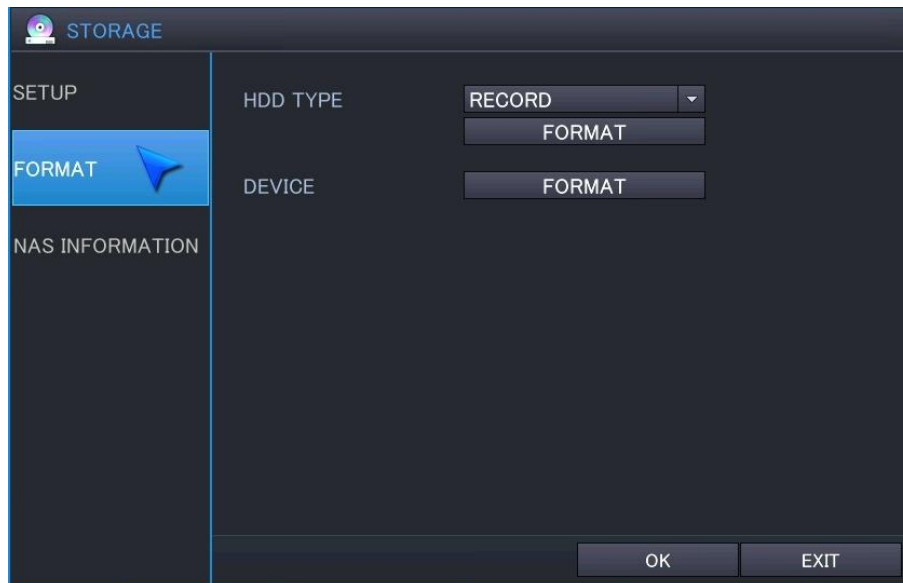 STORAGE
SETUP
FORMAT
NAS INFORMATION
HDD TYPE RECORD
FORMAT
DEVICE FORMAT
OK EXIT